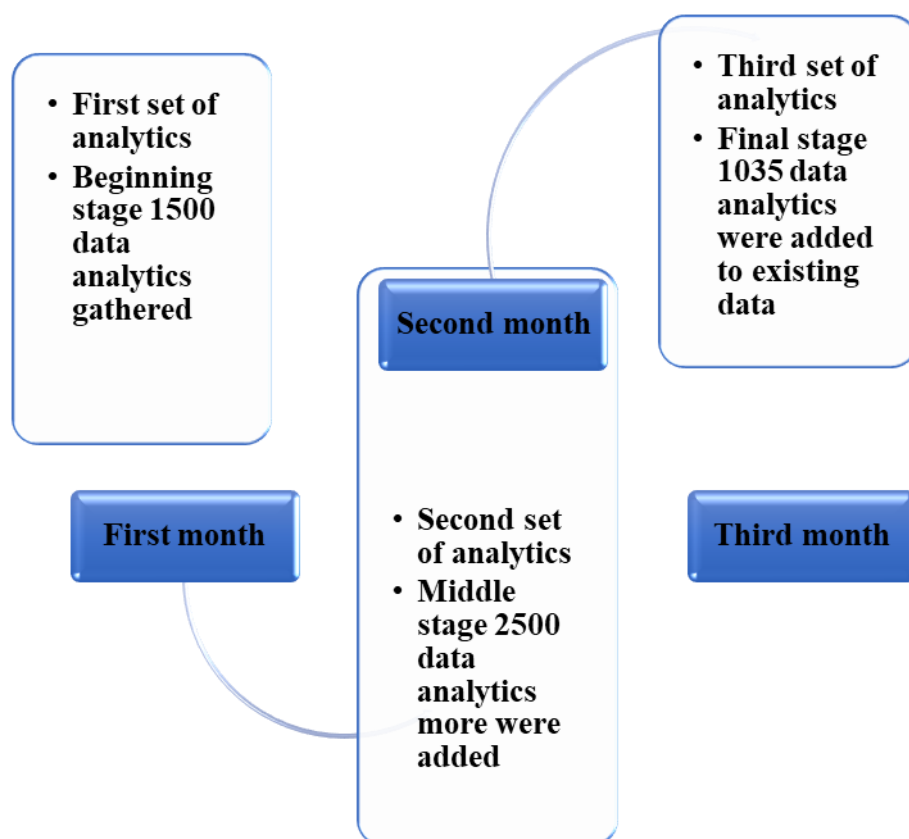 • First set of
analytics
• Beginning
stage 1500
data
analytics
gathered
First month
Second month
• Second set
of analytics
• Middle
stage 2500
data
analytics
more were
added
• Third set of
analytics
• Final stage
1035 data
analytics
were added
to existing
data
Third month